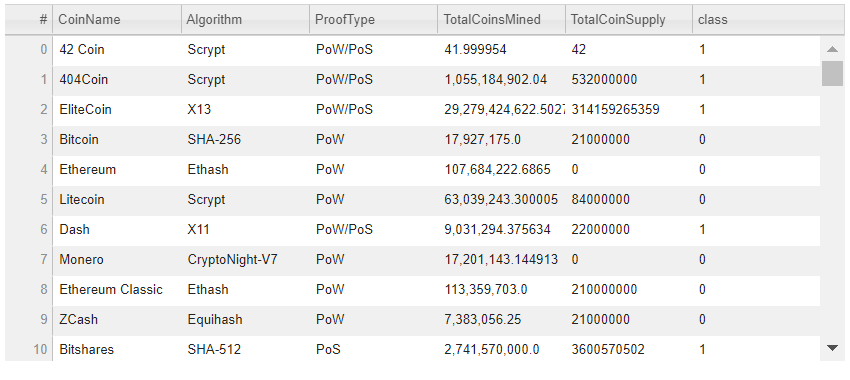 # CoinName Algorithm ProofType TotalCoinsMined TotalCoinSupply class
0 42 Coin Scrypt PoW/PoS 41.999954 42 1
1 404Coin Scrypt PoW/PoS 1,055,184,902.04 532000000 1
2 EliteCoin X13 PoW/PoS 29,279,424,622.5027 314159265359 1
3 Bitcoin SHA-256 PoW 17,927,175.0 21000000 0
4 Ethereum Ethash PoW 107,684,222.6865 0 0
5 Litecoin Scrypt PoW 63,039,243.300005 84000000 0
6 Dash X11 PoW/PoS 9,031,294.375634 22000000 1
7 Monero CryptoNight-V7 PoW 17,201,143.144913 0 0
8 Ethereum Classic Ethash PoW 113,359,703.0 210000000 0
9 ZCash Equihash PoW 7,383,056.25 21000000 0
10 Bitshares SHA-512 PoS 2,741,570,000.0 3600570502 1